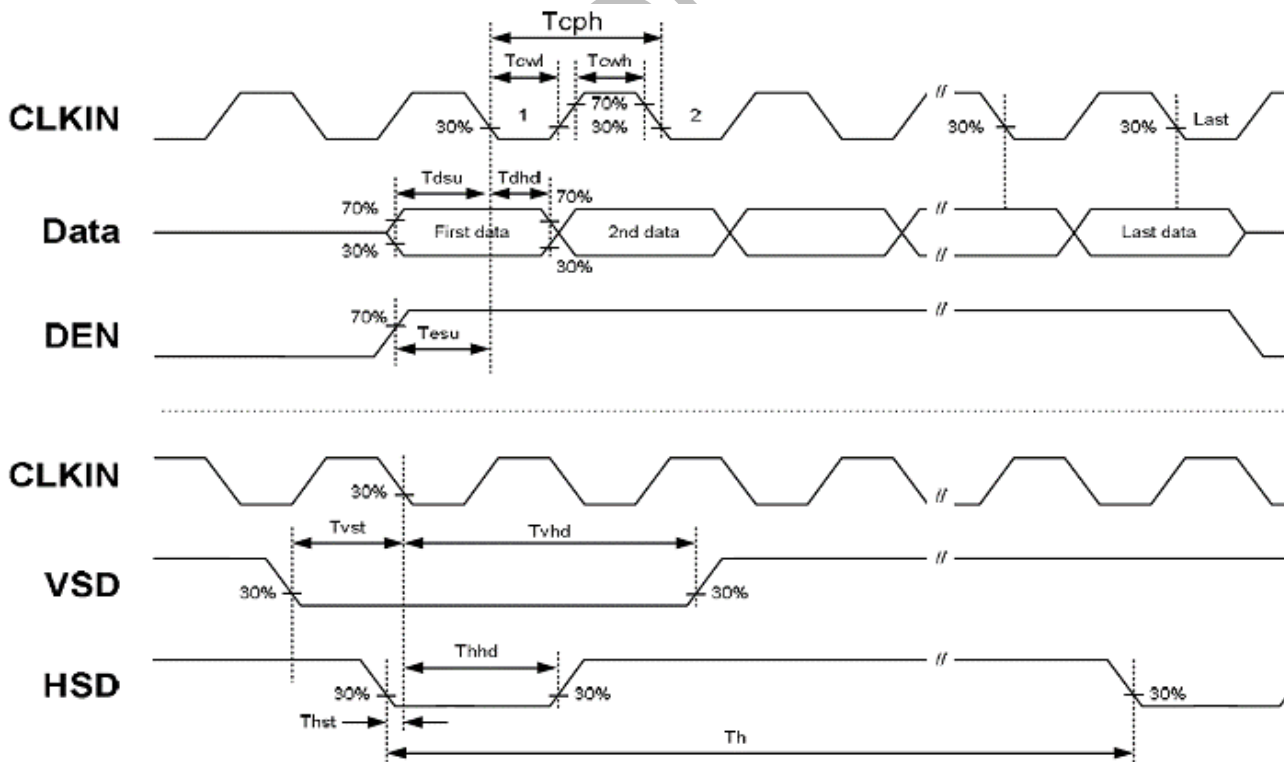 Tcph
Tcwl Tcwh
CLKIN 30% 1 70% 30% 2 // 30% 30% Last
Tdsu Tdhd
70% 70%
Data First data 2nd data // // Last data
30% 30%
DEN 70% //
Tesu
CLKIN 30% //
Tvst Tvhd
VSD 30% 30% //
Thhd
HSD 30% 30% // 30%
Thst
Th